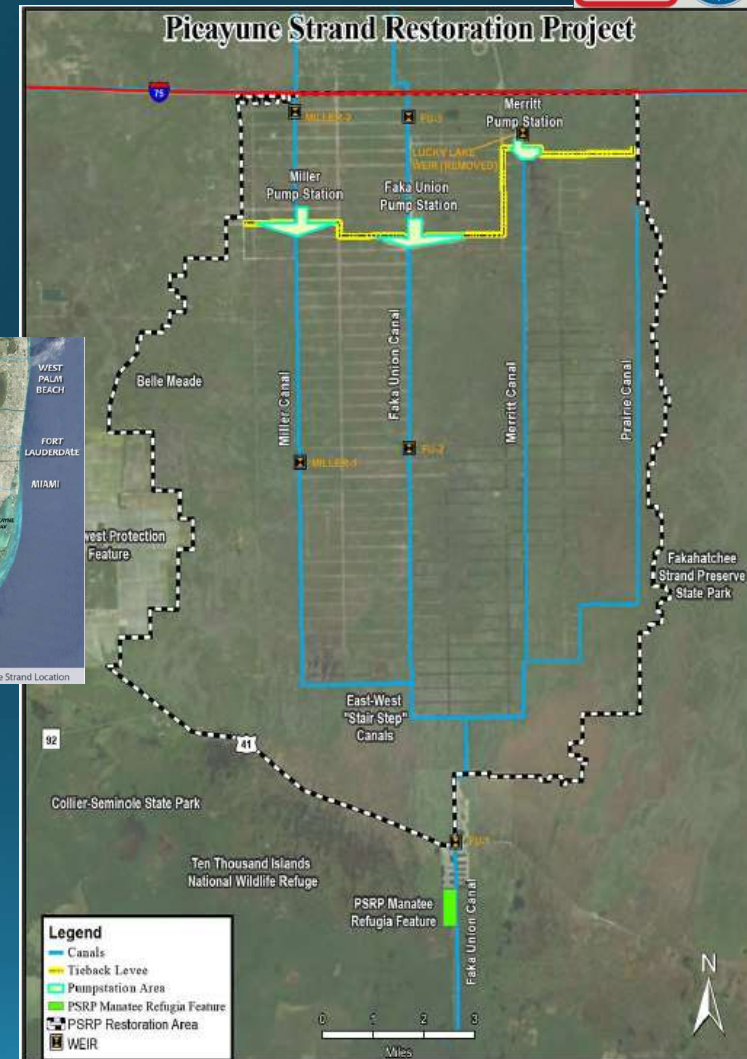 Picayune Strand Restoration Project
75
MILLER-2
FU-3
Merritt
Pump Station
LUCKY LAKE
WEIR (REMOVED)
Miller
Pump Station
Faka Union
Pump Station
Belle Meade
Miller Canal
Faka Union Canal
Merritt Canal
Prairie Canal
MILLER-1
FU-2
WEST
PALM
BEACH
FORT
LAUDERDALE
MIAMI
Strand Location
Protection
Feature
Fakahatchee
Strand Preserve
State Park
East-West
"Stair Step"
Canals
92
41
FU-1
Collier-Seminole State Park
Ten Thousand Islands
National Wildlife Refuge
PSRP Manatee
Refugia Feature
Faka Union Canal
Legend
Canals
Tieback Levee
Pumpstation Area
PSRP Manatee Refugia Feature
PSRP Restoration Area
WEIR
0 1 2 3
Miles
N